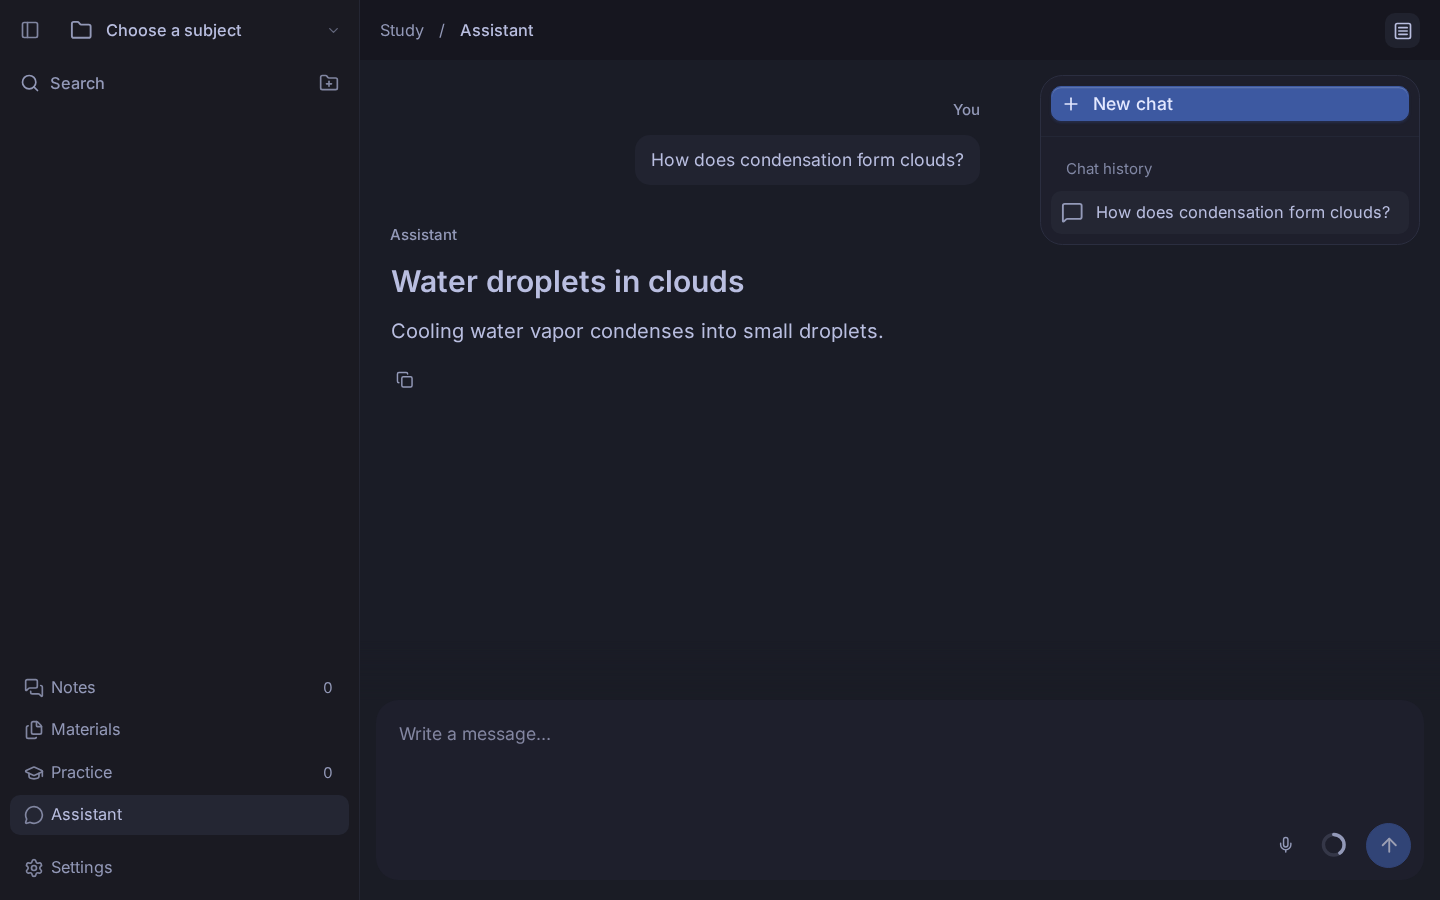 Choose a subject
Search
Notes 0
Materials
Practice 0
Assistant
Settings
Study / Assistant
You
How does condensation form clouds?
Assistant
Water droplets in clouds
Cooling water vapor condenses into small droplets.
New chat
Chat history
How does condensation form clouds?
Write a message...